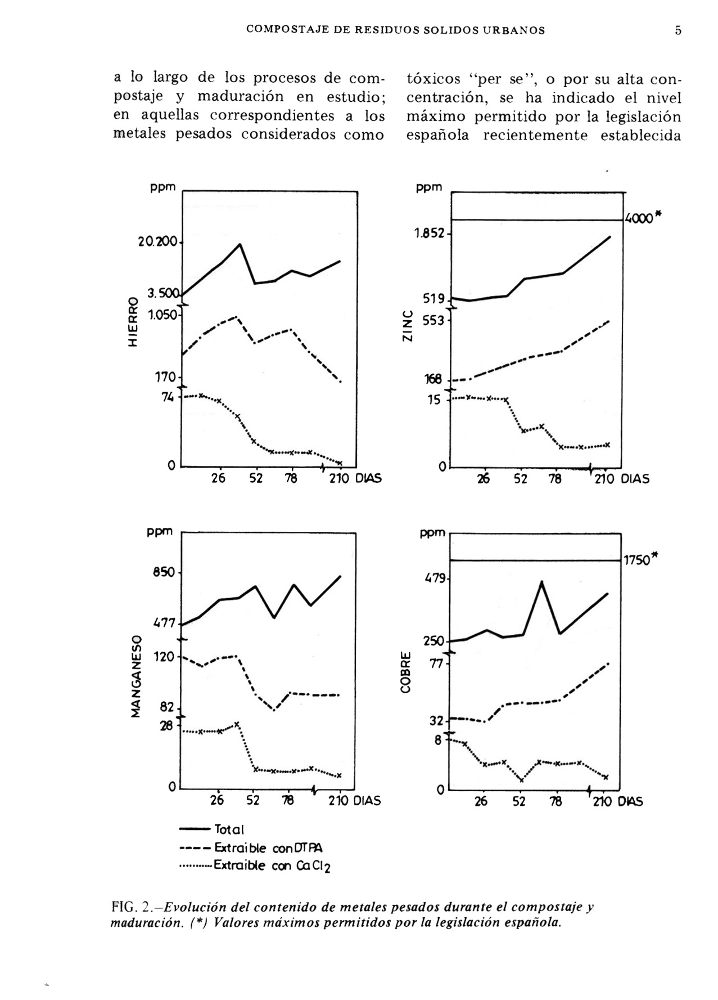 COMPOSTAJE DE RESIDUOS SOLIDOS URBANOS 5
a lo largo de los procesos de com-
postaje y maduración en estudio;
en aquellas correspondientes a los
metales pesados considerados como
tóxicos “per se”, o por su alta con-
centración, se ha indicado el nivel
máximo permitido por la legislación
española recientemente establecida
ppm
20.200
3.500
1.050
170
74
0
HIERRO
26 52 78 210 DIAS
ppm
4000*
1.852
519
553
168
15
0
ZINC
26 52 78 210 DIAS
ppm
850
477
120
82
28
0
MANGANESO
26 52 78 210 DIAS
ppm
1750*
479
250
77
32
8
0
COBRE
26 52 78 210 DIAS
Total
Extraible con DTPA
Extraible con CaCl2
FIG. 2.—Evolución del contenido de metales pesados durante el compostaje y
maduración. (*) Valores máximos permitidos por la legislación española.